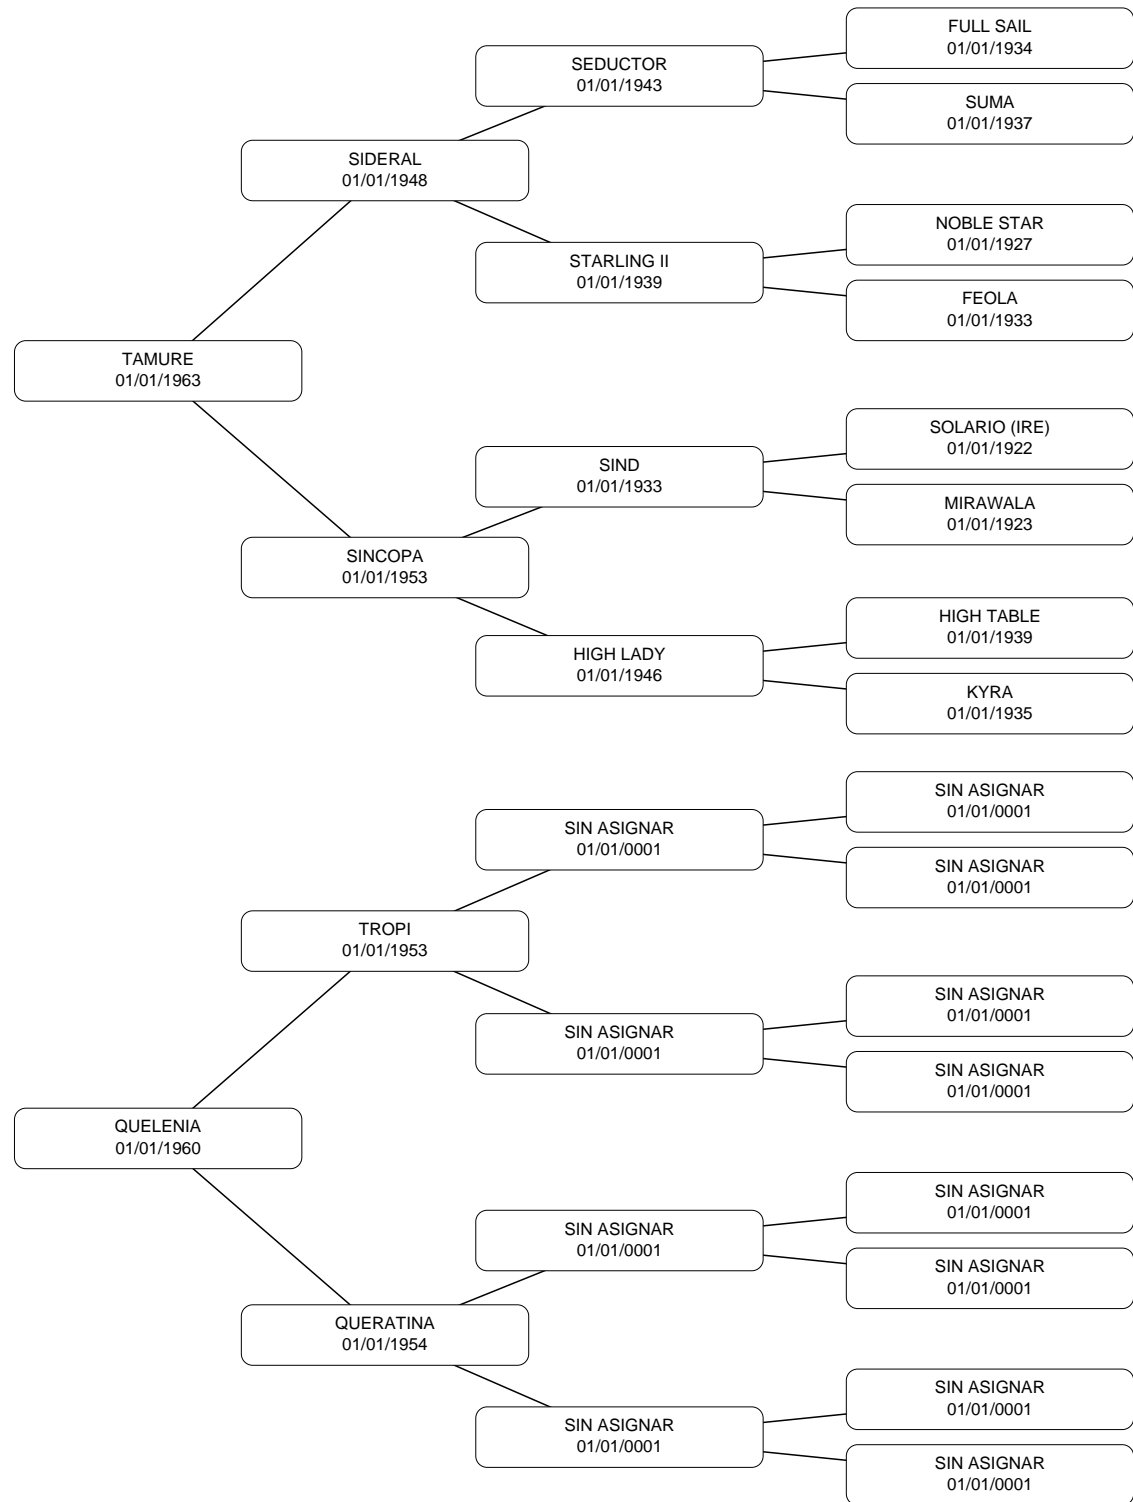 FULL SAIL
01/01/1934
SEDUCTOR
01/01/1943
SUMA
01/01/1937
SIDERAL
01/01/1948
NOBLE STAR
01/01/1927
STARLING II
01/01/1939
FEOLA
01/01/1933
TAMURE
01/01/1963
SOLARIO (IRE)
01/01/1922
SIND
01/01/1933
MIRAWALA
01/01/1923
SINCOPA
01/01/1953
HIGH TABLE
01/01/1939
HIGH LADY
01/01/1946
KYRA
01/01/1935
SIN ASIGNAR
01/01/0001
SIN ASIGNAR
01/01/0001
SIN ASIGNAR
01/01/0001
TROPI
01/01/1953
SIN ASIGNAR
01/01/0001
SIN ASIGNAR
01/01/0001
SIN ASIGNAR
01/01/0001
QUELENIA
01/01/1960
SIN ASIGNAR
01/01/0001
SIN ASIGNAR
01/01/0001
SIN ASIGNAR
01/01/0001
QUERATINA
01/01/1954
SIN ASIGNAR
01/01/0001
SIN ASIGNAR
01/01/0001
SIN ASIGNAR
01/01/0001